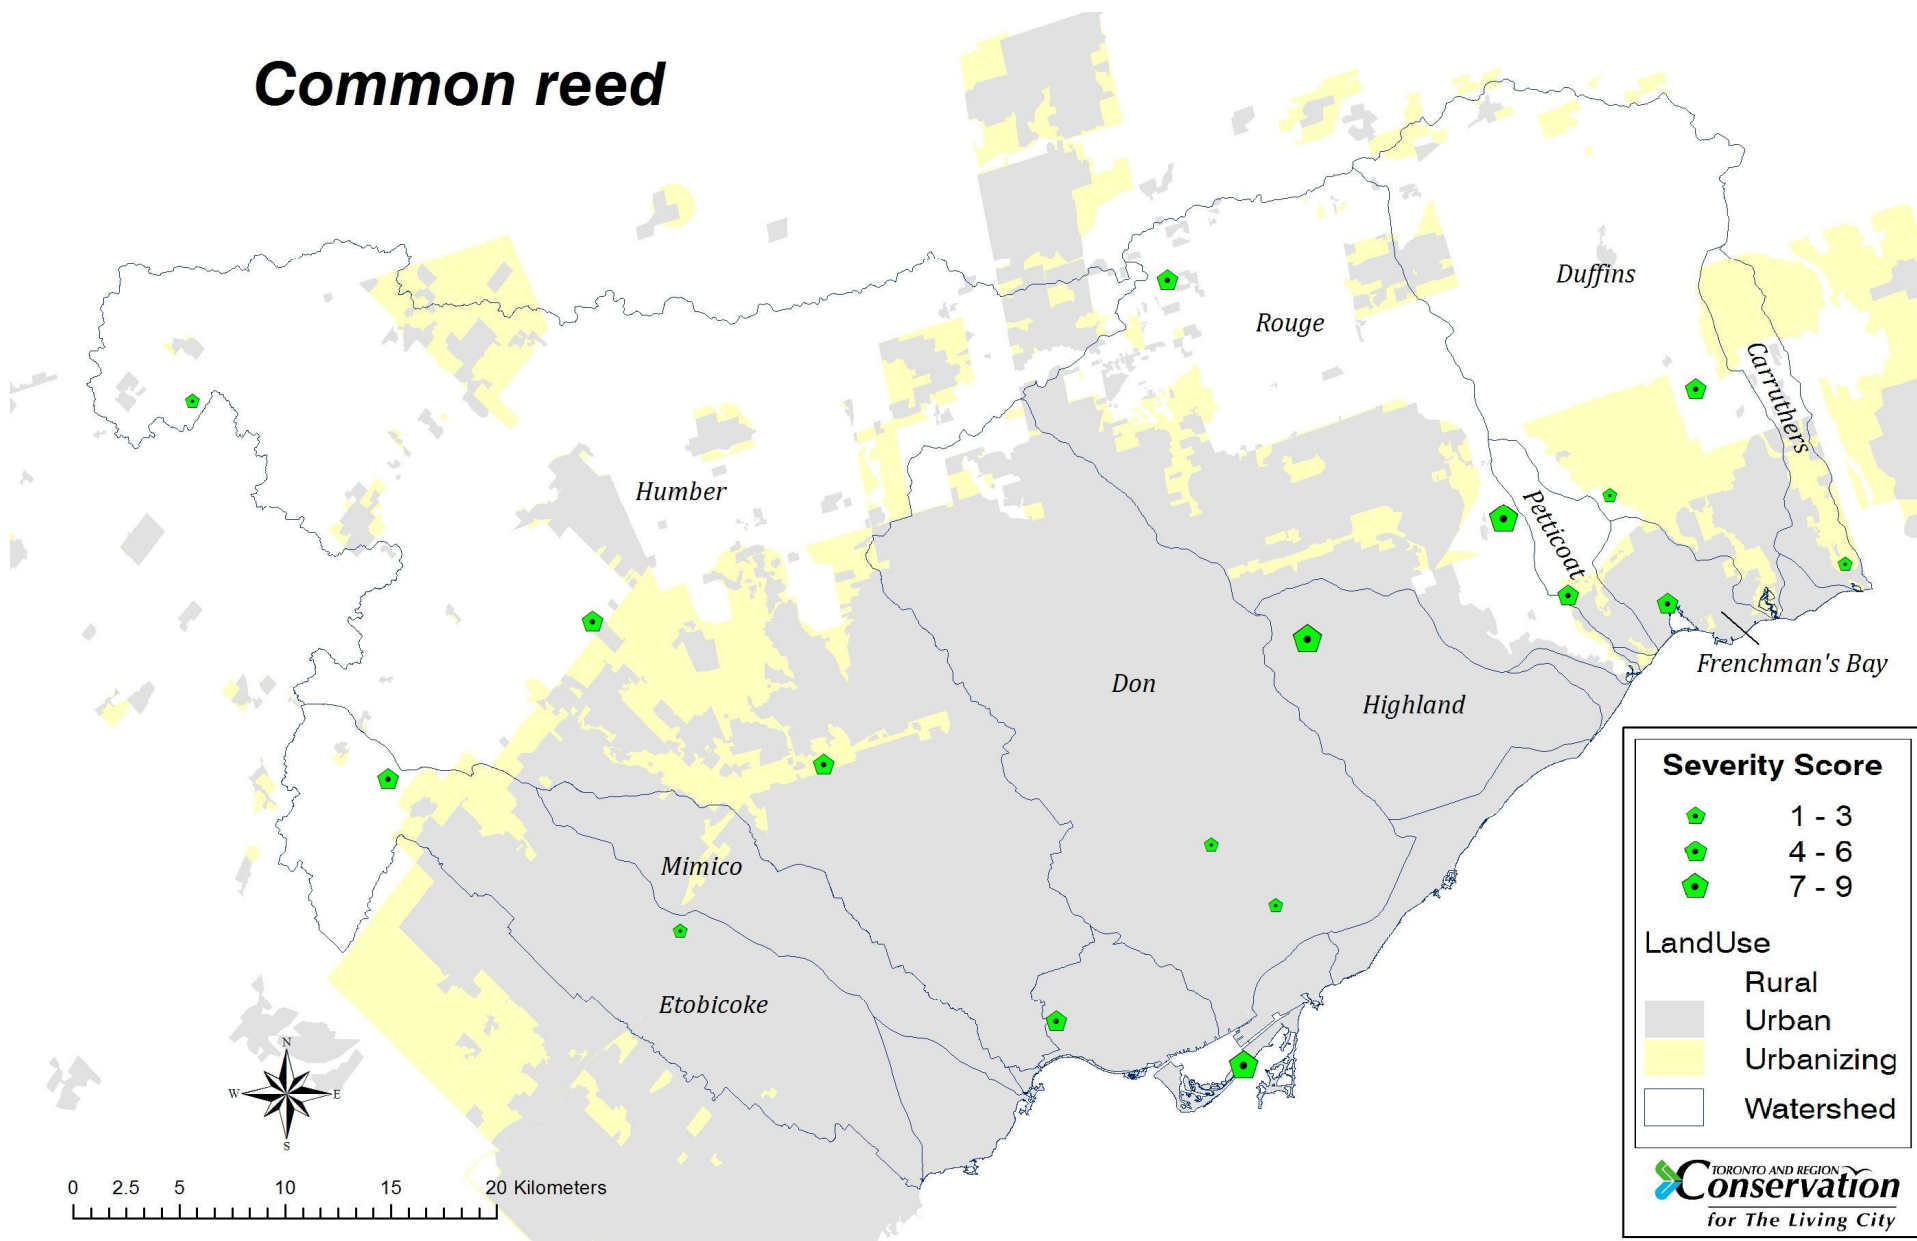 Common reed
Duffins
Rouge
Carruthers
Humber
Petticoat
Frenchman's Bay
Don
Highland
Mimico
Etobicoke
N
W
E
S
0 2.5 5 10 15 20 Kilometers
Severity Score
1 - 3
4 - 6
7 - 9
LandUse
Rural
Urban
Urbanizing
Watershed
TORONTO AND REGION
Conservation
for The Living City